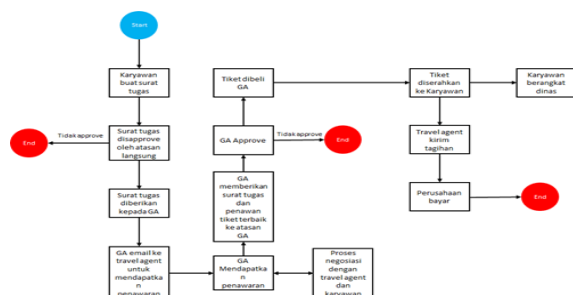 Start
Karyawan
buat surat
tugas
Tidak approve
End
Surat tugas
disapprove
oleh atasan
langsung
Surat tugas
diberikan
kepada GA
GA email ke
travel agent
untuk
mendapatka
n
penawaran
Tiket dibeli
GA
GA Approve
Tidak approve
End
GA
memberikan
surat tugas
dan
penawan
tiket terbaik
ke atasan
GA
GA
Mendapatka
n
penawaran
Proses
negosiasi
dengan
travel agent
dan
karyawan
Tiket
diserahkan
ke Karyawan
Karyawan
berangkat
dinas
Travel agent
kirim
tagihan
Perusahaan
bayar
End